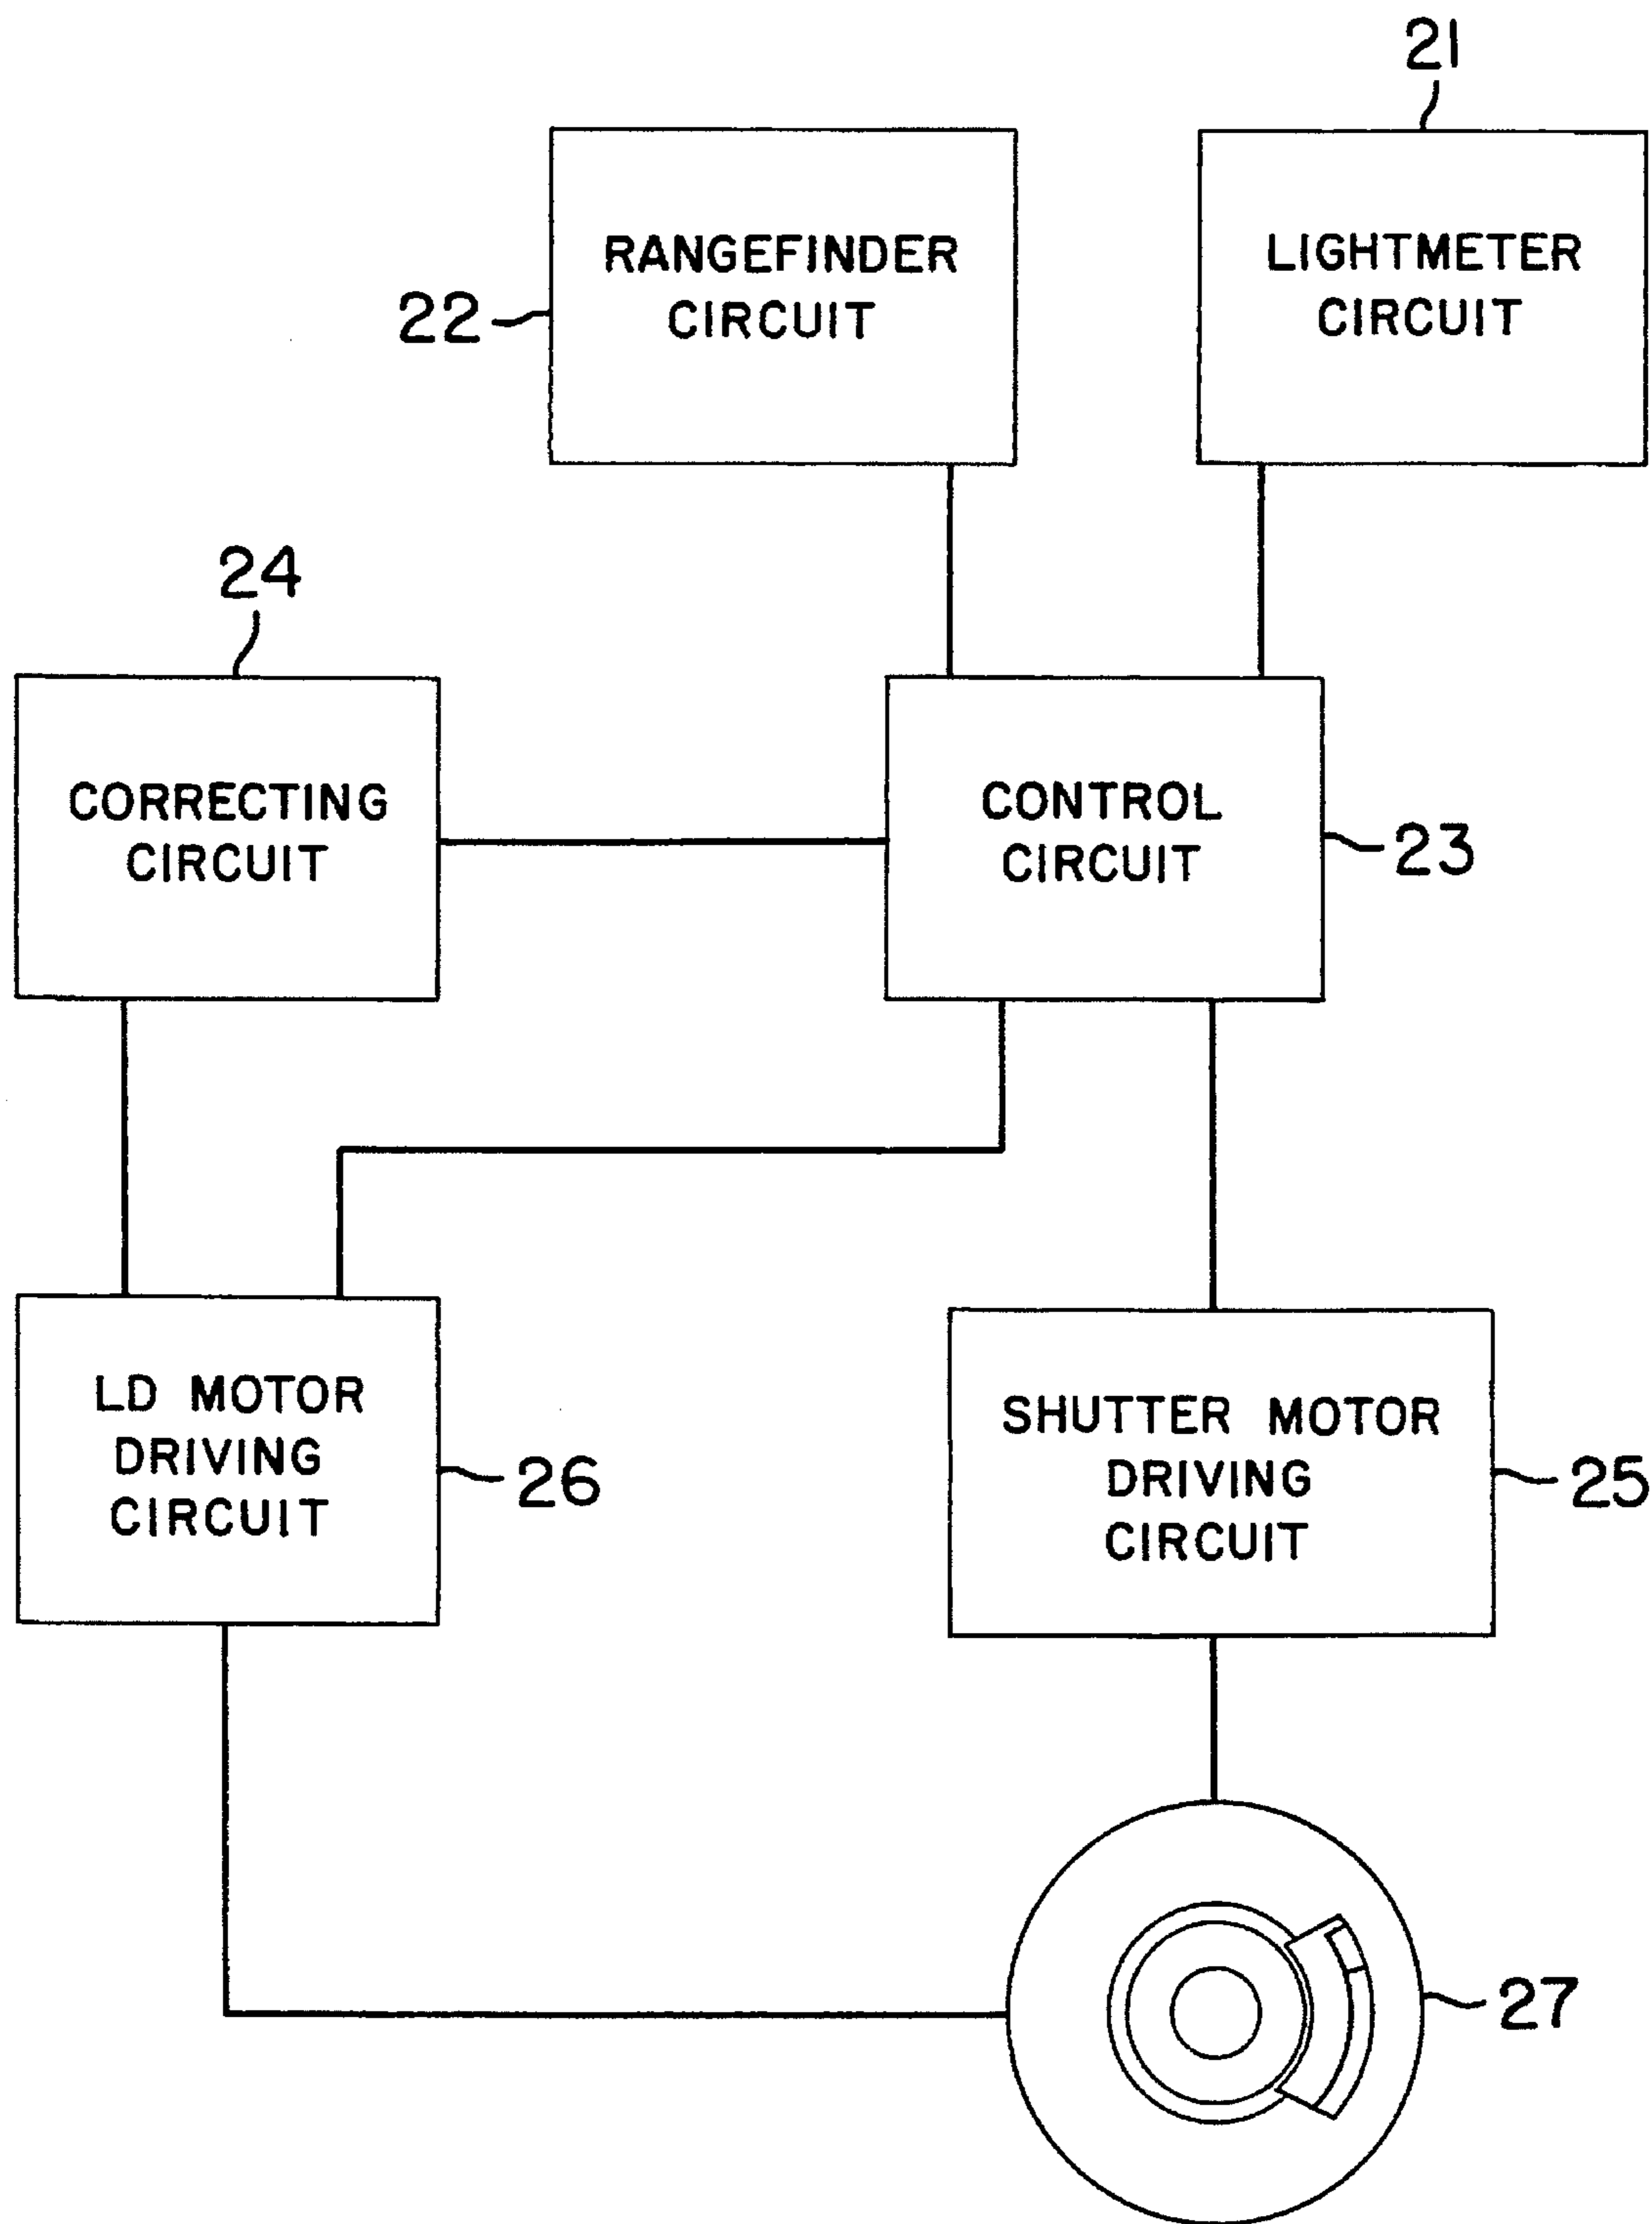 21
RANGEFINDER
CIRCUIT
22
LIGHTMETER
CIRCUIT
24
CORRECTING
CIRCUIT
CONTROL
CIRCUIT
23
LD MOTOR
DRIVING
CIRCUIT
26
SHUTTER MOTOR
DRIVING
CIRCUIT
25
27